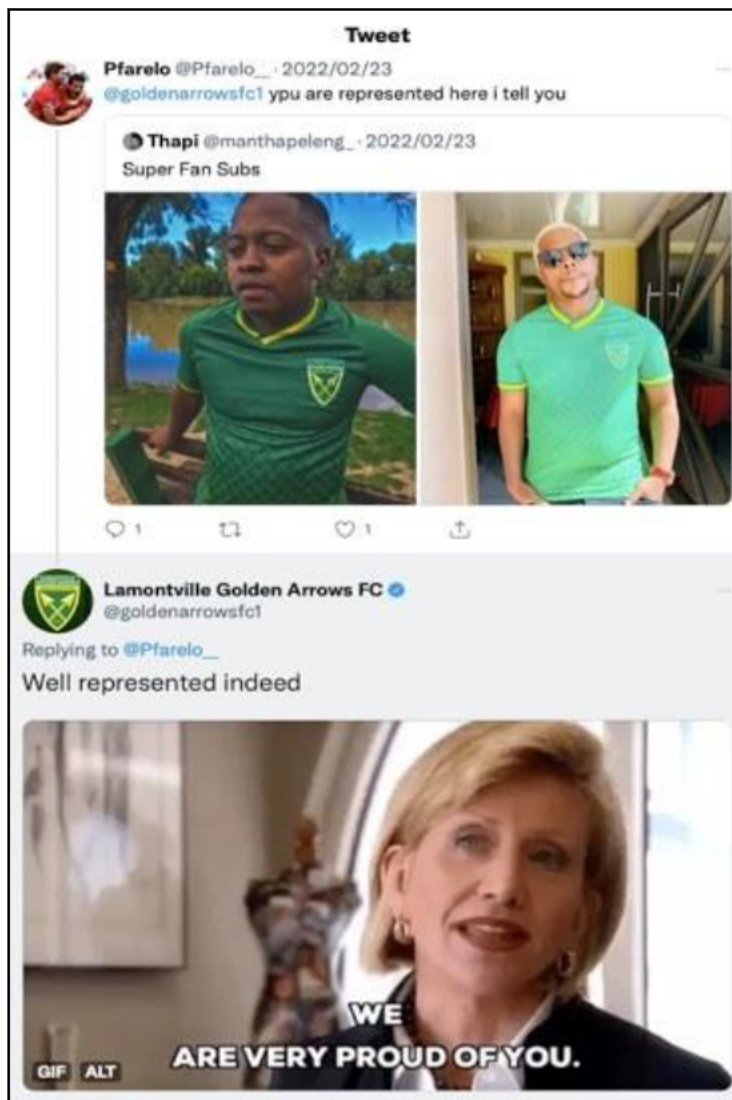 Tweet
Pfarelo @Pfarelo__ · 2022/02/23
@goldenarrowsfc1 ypu are represented here i tell you
Thapi @manthapeleng_ · 2022/02/23
Super Fan Subs
1
1
Lamontville Golden Arrows FC
@goldenarrowsfc1
Replying to @Pfarelo__
Well represented indeed
WE
ARE VERY PROUD OF YOU.
GIF ALT